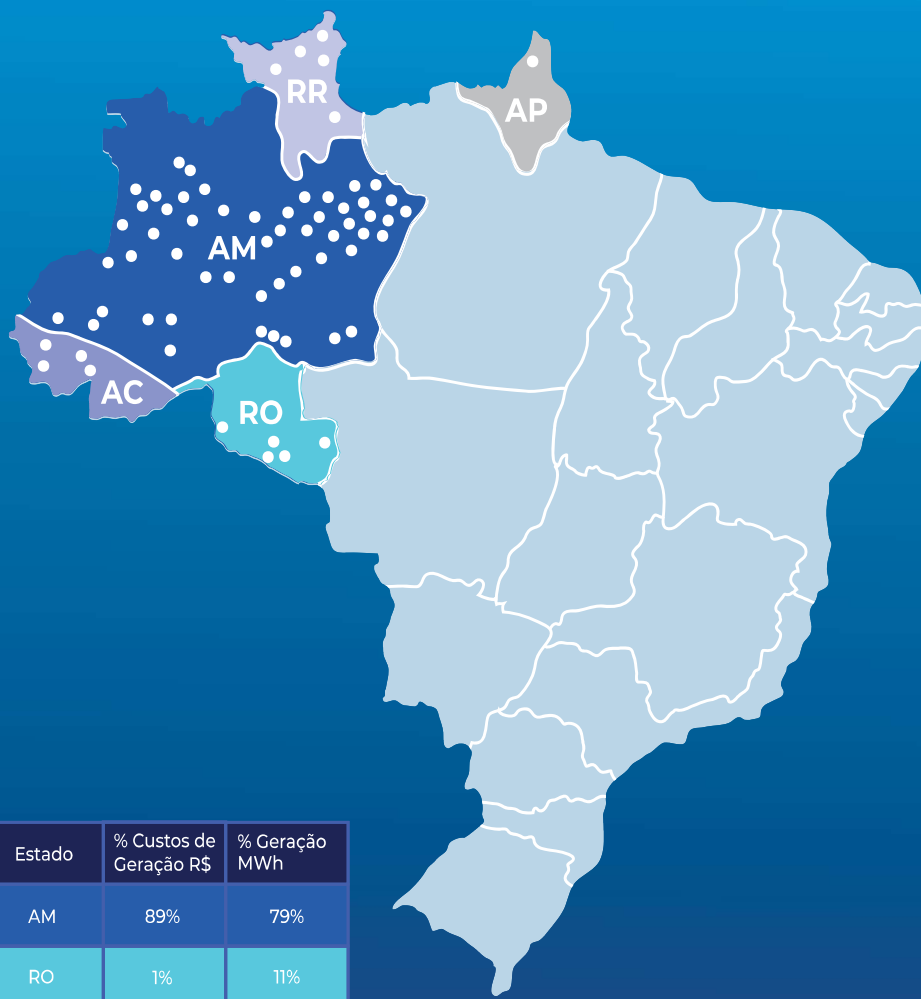 RR
AP
AM
AC
RO
Estado
% Custos de
Geração R$
% Geração
MWh
AM
89%
79%
RO
1%
11%